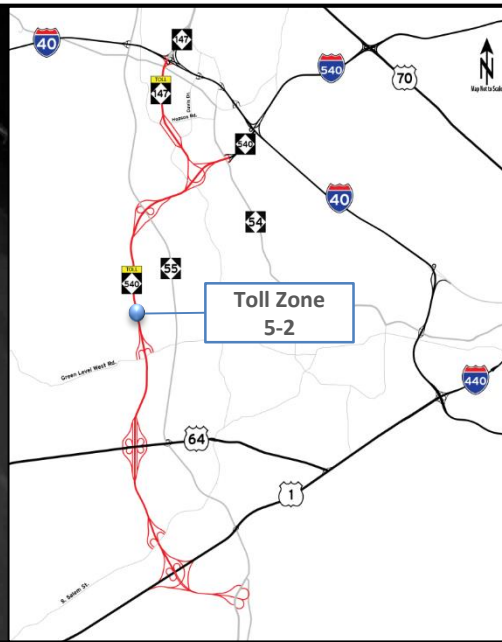 40
147
540
70
N
Map Not to Scale
TOLL
147
Davis Dr.
Hopson Rd.
540
40
54
55
TOLL
540
Toll Zone
5-2
Green Level West Rd.
440
64
1
S. Salem St.